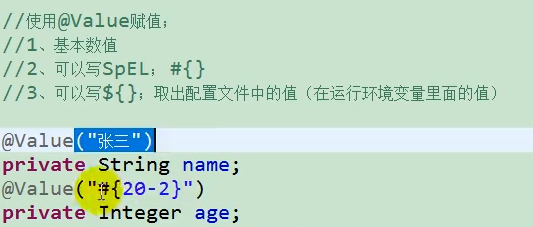 //使用@Value赋值；
//1、基本数值
//2、可以写SpEL； #{}
//3、可以写${}；取出配置文件中的值（在运行环境变量里面的值）
@Value("张三")
private String name;
@Value("#{20-2}")
private Integer age;